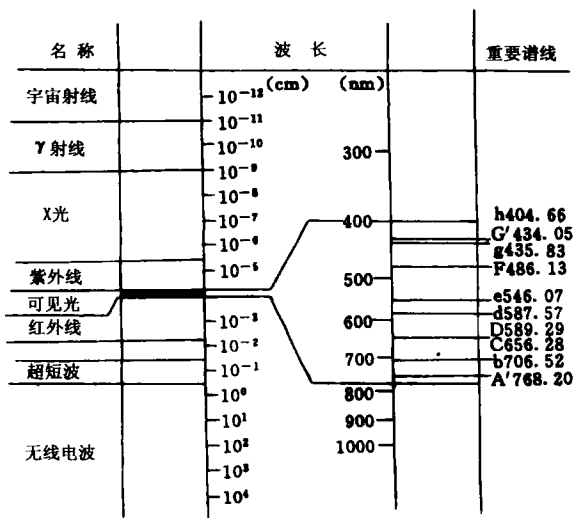 名 称
波 长
重要谱线
(cm)
(nm)
宇宙射线
γ射线
X光
紫外线
可见光
红外线
超短波
无线电波
10⁻¹²
10⁻¹¹
10⁻¹⁰
10⁻⁹
10⁻⁸
10⁻⁷
10⁻⁶
10⁻⁵
10⁻³
10⁻²
10⁻¹
10⁰
10¹
10²
10³
10⁴
300
400
500
600
700
800
900
1000
h404.66
G′434.05
g435.83
F486.13
e546.07
d587.57
D589.29
C656.28
b706.52
A′768.20